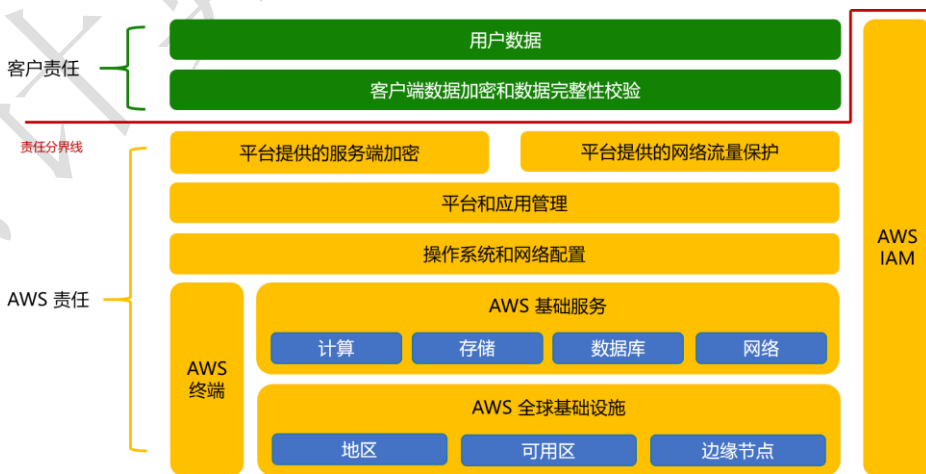 用户数据
客户责任
客户端数据加密和数据完整性校验
责任分界线
平台提供的服务端加密
平台提供的网络流量保护
平台和应用管理
操作系统和网络配置
AWS
IAM
AWS 责任
AWS 基础服务
计算
存储
数据库
网络
AWS
终端
AWS 全球基础设施
地区
可用区
边缘节点